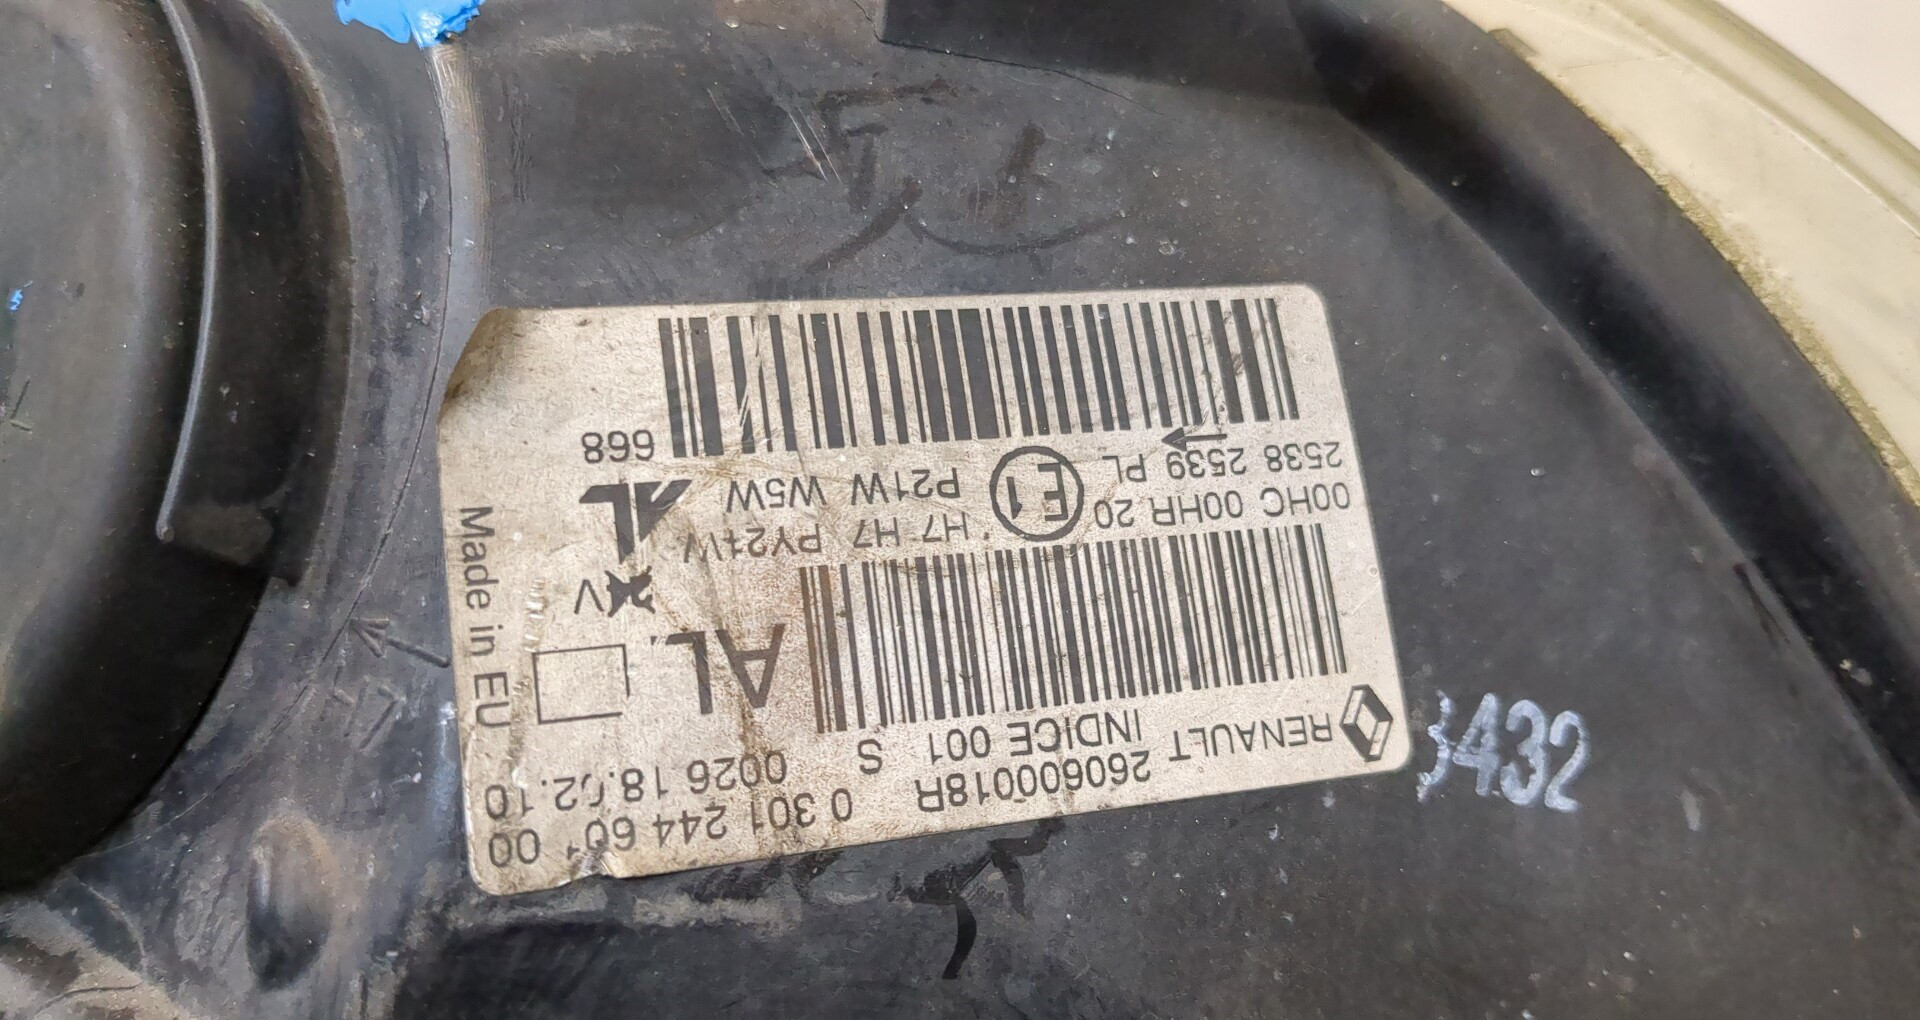 RENAULT 260600018R
INDICE 001 S
0 301 244 601 00
0026 18.02.10
AL
00HC 00HR 20
2538 2539 PL
E1
H7 H7 PY21W
P21W W5W
V
AL
668
Made in EU
3432